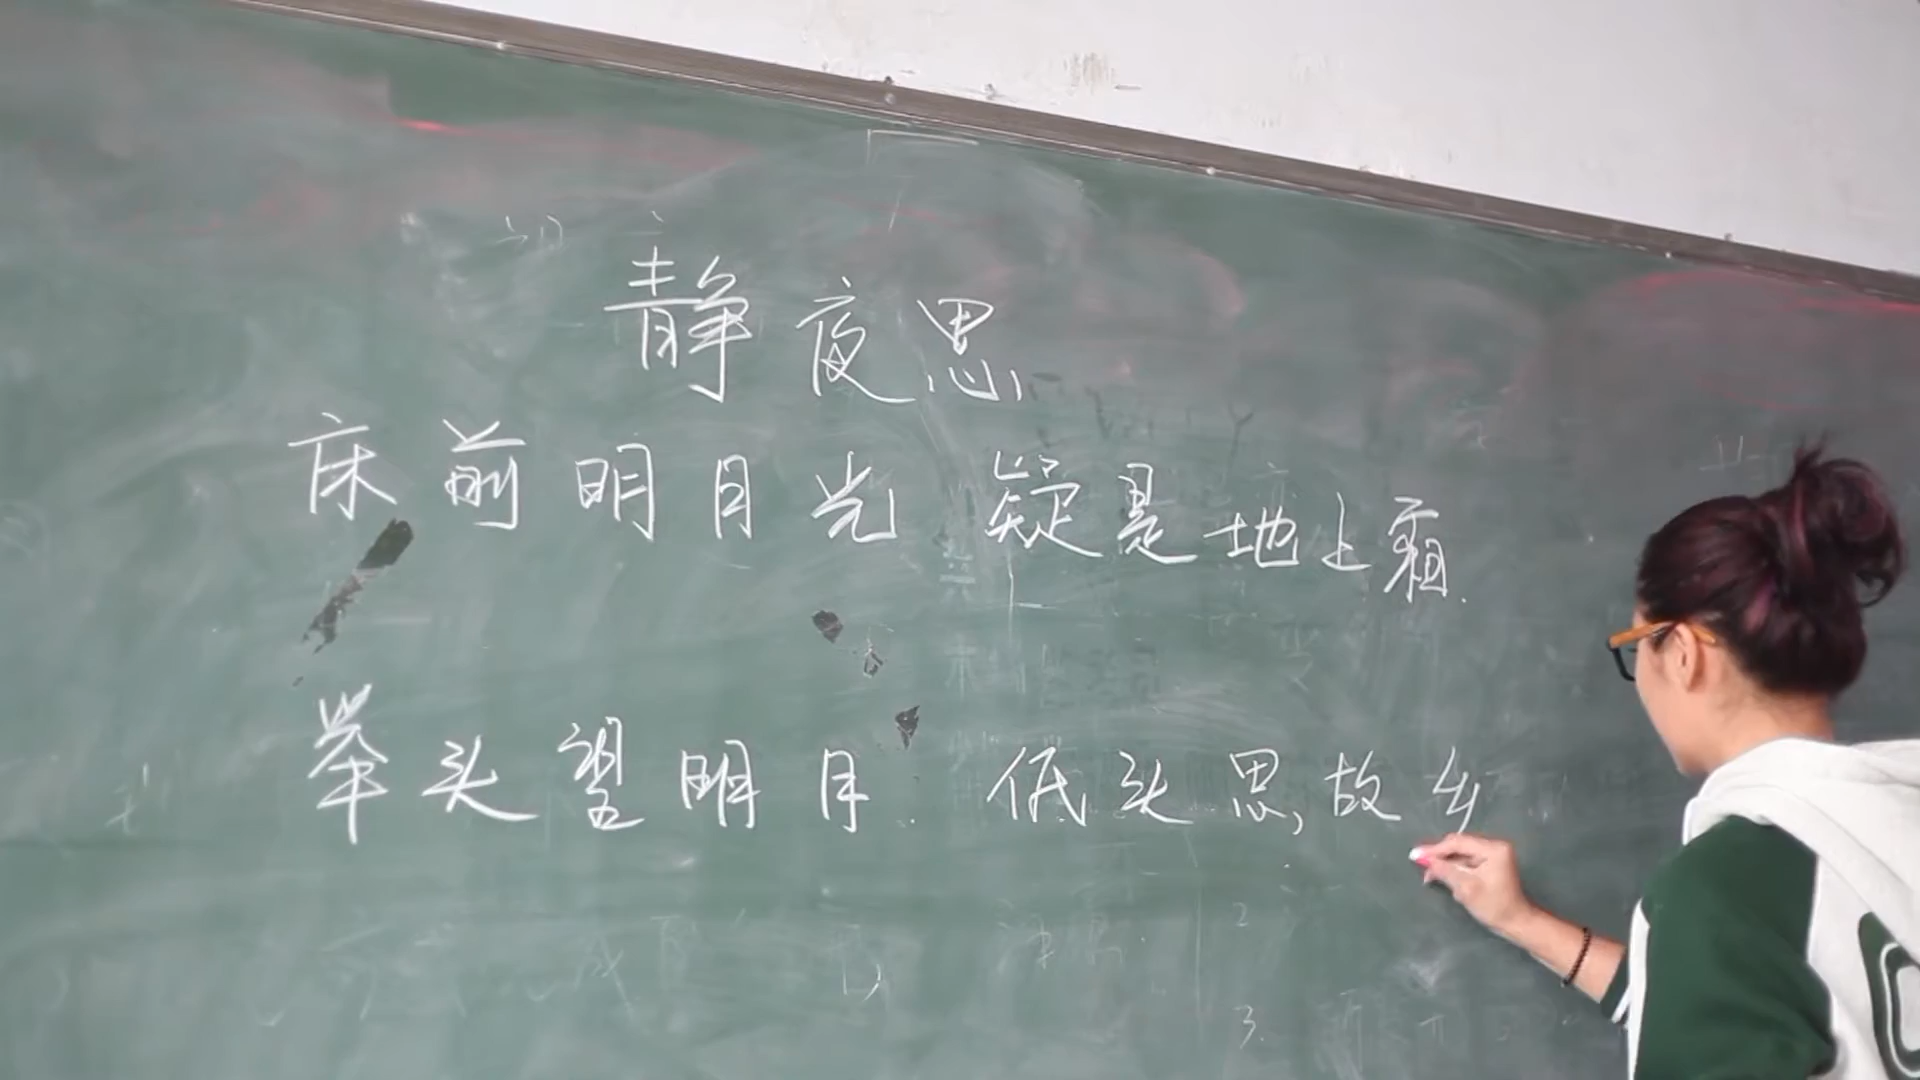 静夜思
床前明月光 疑是地上霜.
举头望明月. 低头思故乡